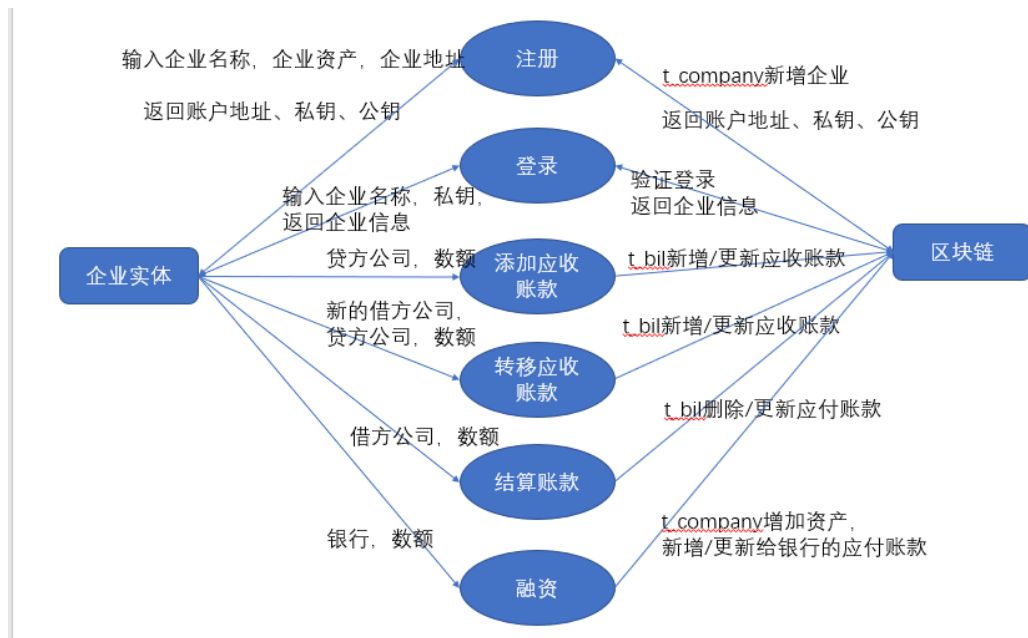 注册
输入企业名称，企业资产，企业地址
t_company新增企业
返回账户地址、私钥、公钥
返回账户地址、私钥、公钥
登录
输入企业名称，私钥，
返回企业信息
验证登录
返回企业信息
企业实体
区块链
贷方公司，数额
添加应收
账款
t_bil新增/更新应收账款
新的借方公司，
贷方公司，数额
t_bil新增/更新应收账款
转移应收
账款
借方公司，数额
t_bil删除/更新应付账款
结算账款
银行，数额
t_company增加资产，
新增/更新给银行的应付账款
融资